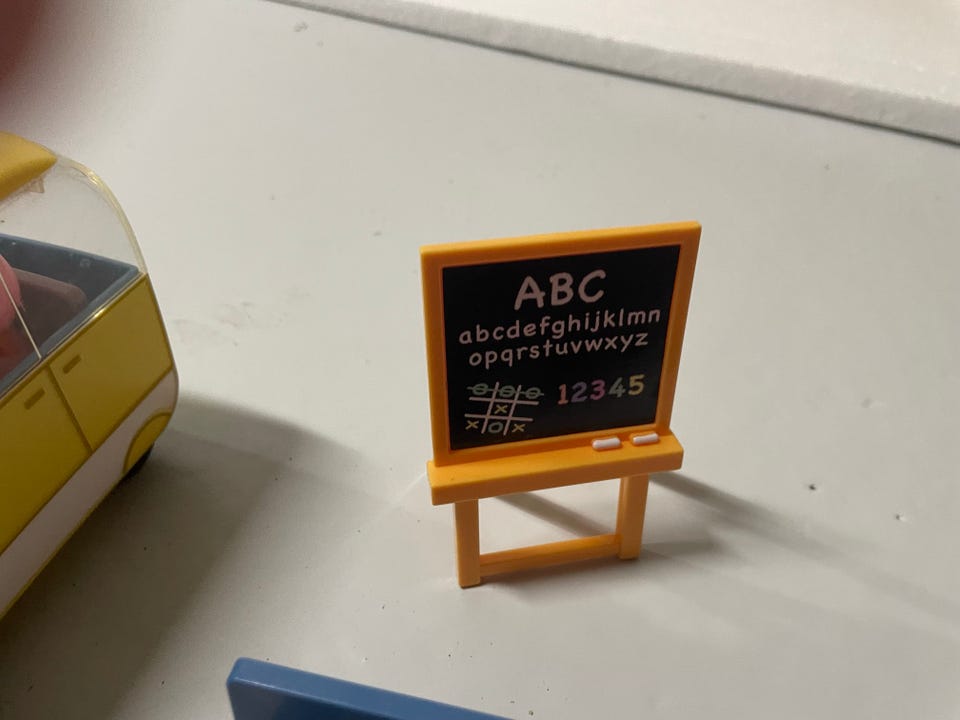 ABC
abcdefghijklmn
opqrstuvwxyz
12345
O O O
X
X O X